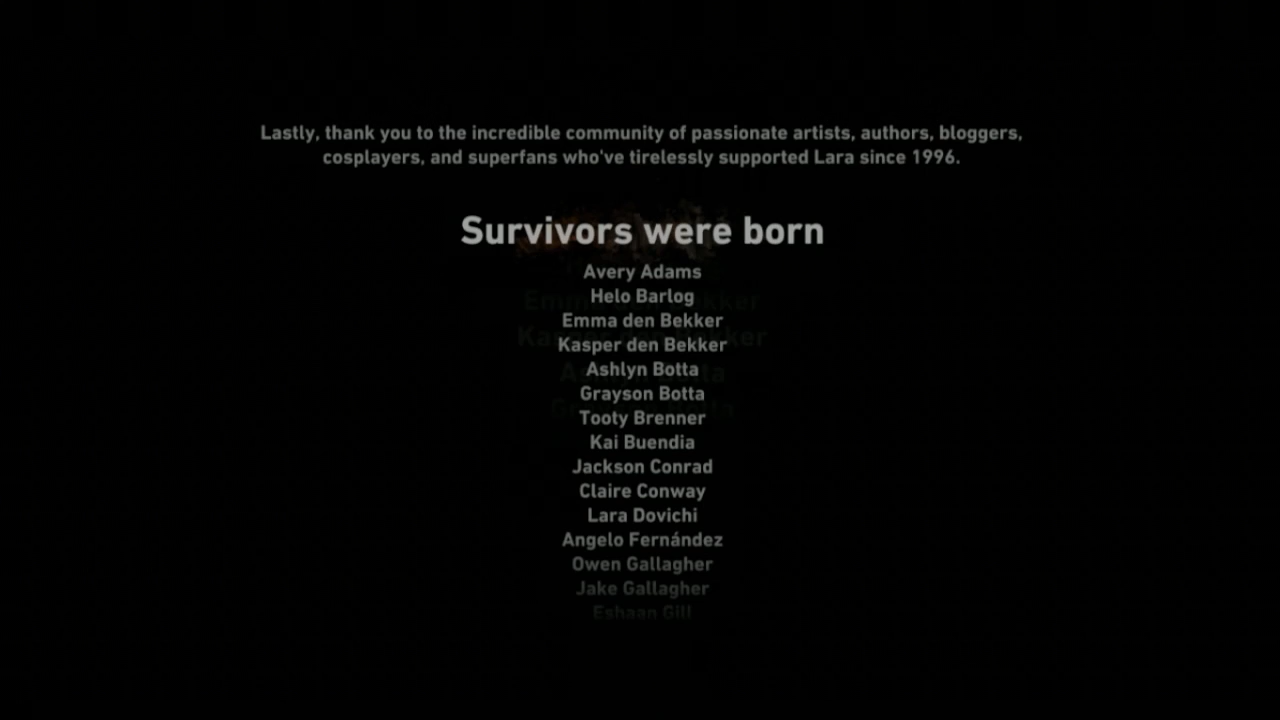 Lastly, thank you to the incredible community of passionate artists, authors, bloggers,
cosplayers, and superfans who've tirelessly supported Lara since 1996.
Survivors were born
Avery Adams
Helo Barlog
Emma den Bekker
Kasper den Bekker
Ashlyn Botta
Grayson Botta
Tooty Brenner
Kai Buendia
Jackson Conrad
Claire Conway
Lara Dovichi
Angelo Fernández
Owen Gallagher
Jake Gallagher
Eshaan Gill